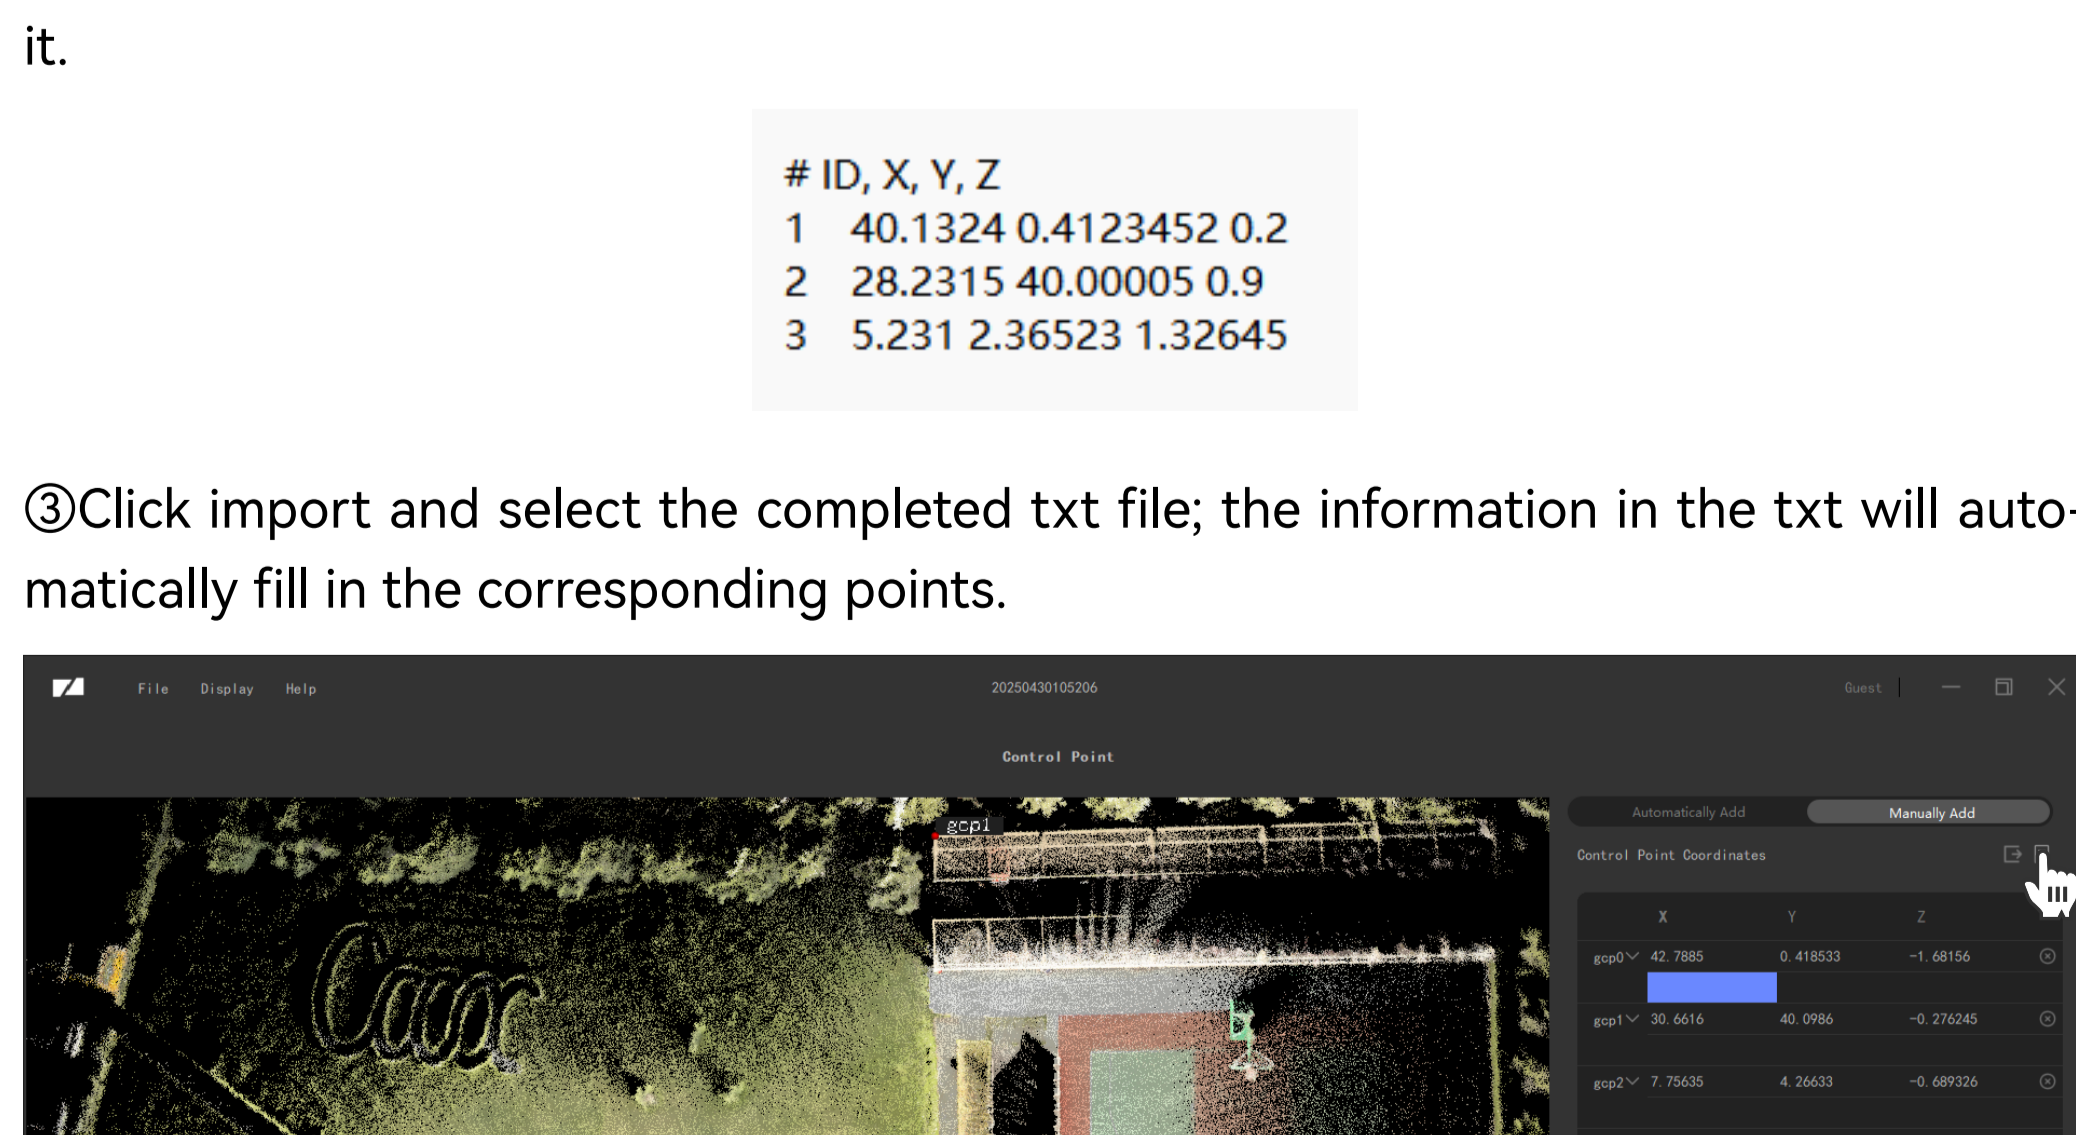 it.
# ID, X, Y, Z
1 40.1324 0.4123452 0.2
2 28.2315 40.00005 0.9
3 5.231 2.36523 1.32645
③Click import and select the completed txt file; the information in the txt will auto-
matically fill in the corresponding points.
File Display Help 20250430105206 Guest
Control Point
gcp1
Automatically Add Manually Add
Control Point Coordinates
X Y Z
gcp0 42.7885 0.418533 -1.68156
gcp1 30.6616 40.0986 -0.276245
gcp2 7.75635 4.26633 -0.689326